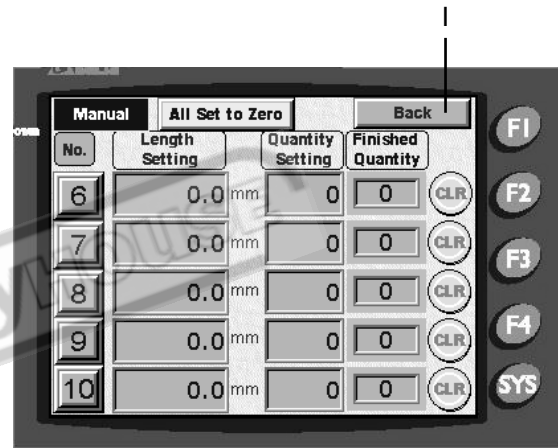 Manual All Set to Zero Back
No. Length Setting Quantity Setting Finished Quantity
6 0.0 mm 0 0 CLR
7 0.0 mm 0 0 CLR
8 0.0 mm 0 0 CLR
9 0.0 mm 0 0 CLR
10 0.0 mm 0 0 CLR
F1
F2
F3
F4
SYS